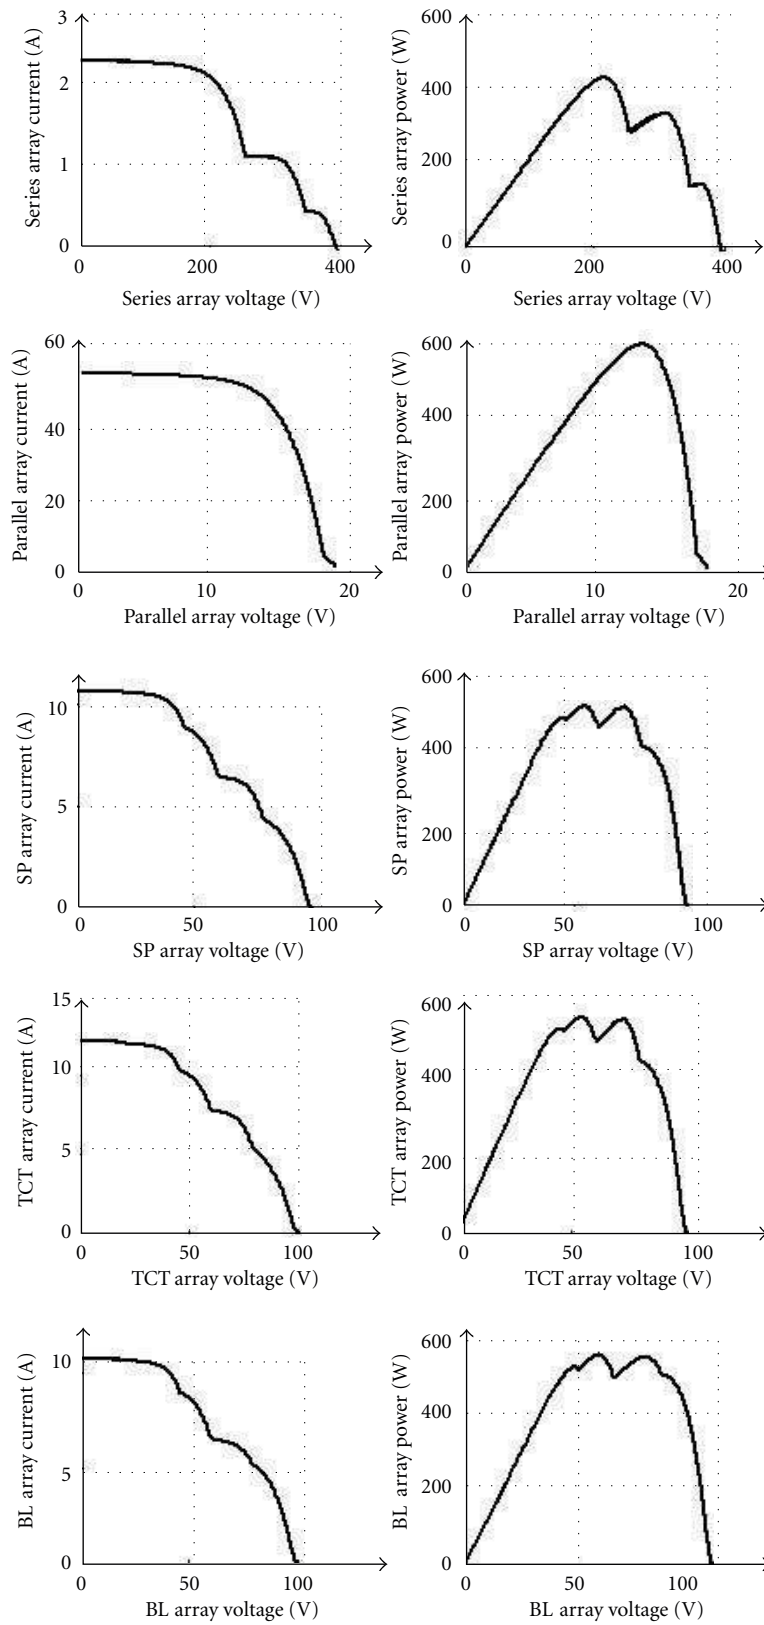 Series array current (A)
3
2
1
0
0 200 400
Series array voltage (V)
Series array power (W)
600
400
200
0
0 200 400
Series array voltage (V)
Parallel array current (A)
60
40
20
0
0 10 20
Parallel array voltage (V)
Parallel array power (W)
600
400
200
0
0 10 20
Parallel array voltage (V)
SP array current (A)
10
5
0
0 50 100
SP array voltage (V)
SP array power (W)
600
400
200
0
0 50 100
SP array voltage (V)
TCT array current (A)
15
10
5
0
0 50 100
TCT array voltage (V)
TCT array power (W)
600
400
200
0
0 50 100
TCT array voltage (V)
BL array current (A)
10
5
0
0 50 100
BL array voltage (V)
BL array power (W)
600
400
200
0
0 50 100
BL array voltage (V)